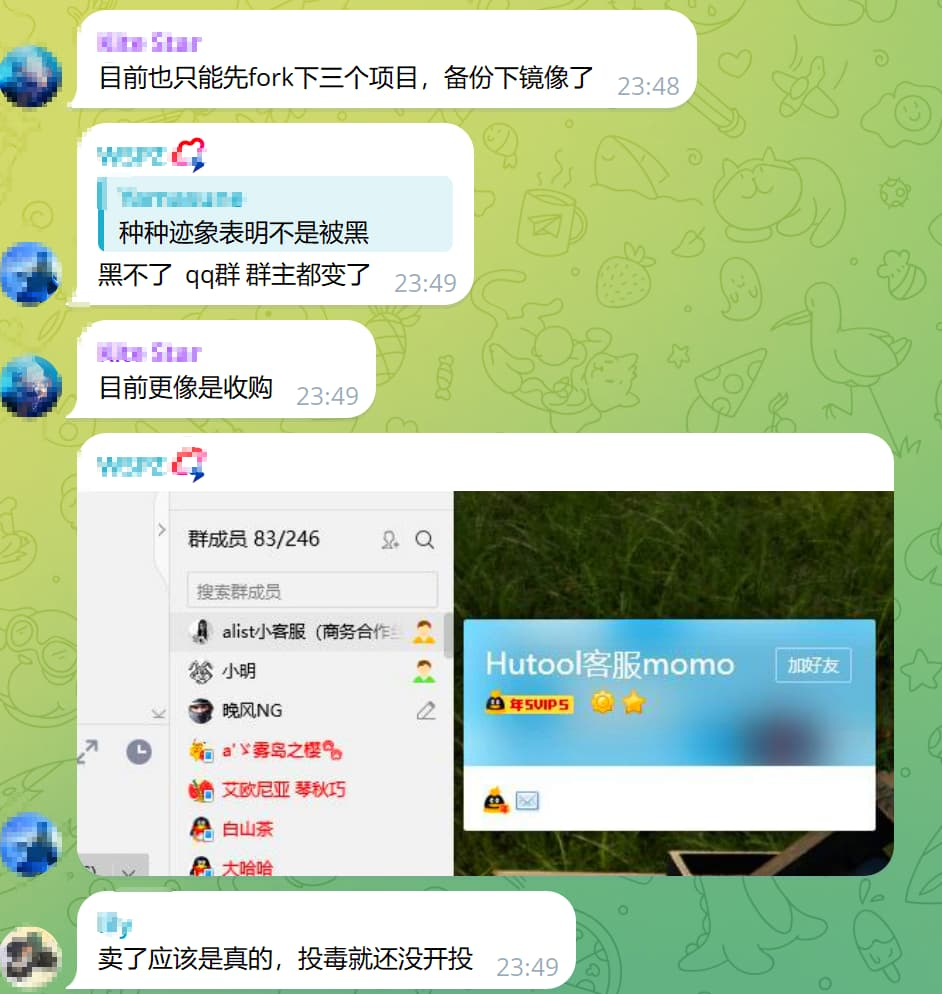 Kite Star
目前也只能先fork下三个项目，备份下镜像了 23:48
种种迹象表明不是被黑
黑不了 qq群 群主都变了 23:49
Kite Star
目前更像是收购 23:49
群成员 83/246
搜索群成员
alist小客服（商务合作
小明
晚风NG
a'ゞ雾岛之樱
艾欧尼亚 琴秋巧
白山茶
大哈哈
Hutool客服momo
加好友
年SVIP5
卖了应该是真的，投毒就还没开投 23:49